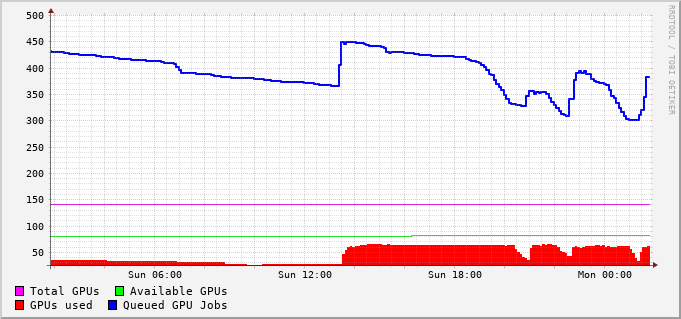 500
450
400
350
300
250
200
150
100
50
Sun 06:00 Sun 12:00 Sun 18:00 Mon 00:00
Total GPUs Available GPUs
GPUs used Queued GPU Jobs
RRDTOOL / TOBI OETIKER